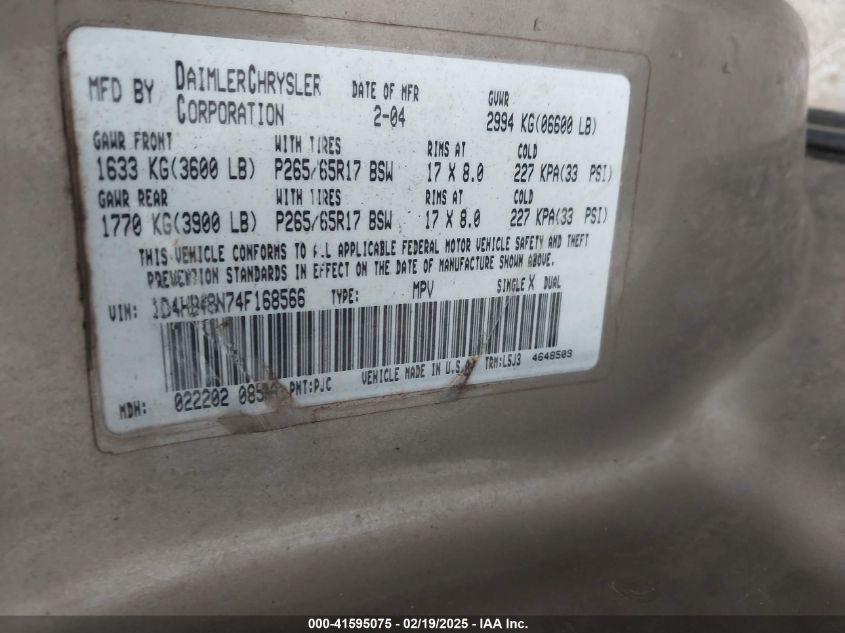 MFD BY DAIMLERCHRYSLER CORPORATION
DATE OF MFR 2-04
GVWR 2994 KG(06600 LB)
GAWR FRONT WITH TIRES RIMS AT COLD
1633 KG(3600 LB) P265/65R17 BSW 17 X 8.0 227 KPA(33 PSI)
GAWR REAR WITH TIRES RIMS AT COLD
1770 KG(3900 LB) P265/65R17 BSW 17 X 8.0 227 KPA(33 PSI)
THIS VEHICLE CONFORMS TO ALL APPLICABLE FEDERAL MOTOR VEHICLE SAFETY AND THEFT
PREVENTION STANDARDS IN EFFECT ON THE DATE OF MANUFACTURE SHOWN ABOVE.
VIN: 1D4HB48N74F168566 TYPE: MPV SINGLE X DUAL
MDH: 022202 PNT:PJC VEHICLE MADE IN U.S.A TRM:L5J3 4648503
000-41595075 - 02/19/2025 - IAA Inc.